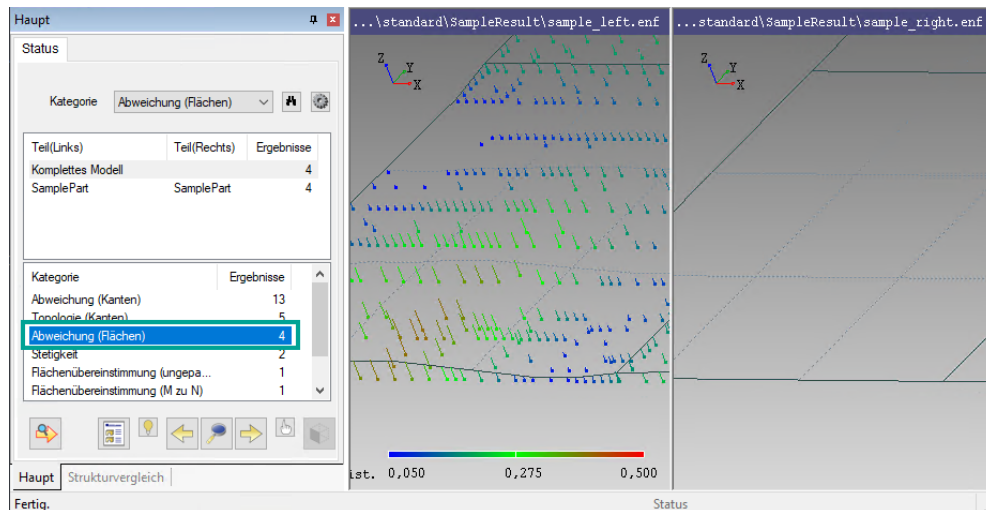 Haupt
Status
Kategorie Abweichung (Flächen)
Teil(Links) Teil(Rechts) Ergebnisse
Komplettes Modell 4
SamplePart SamplePart 4
Kategorie Ergebnisse
Abweichung (Kanten) 13
Topologie (Kanten) 5
Abweichung (Flächen) 4
Stetigkeit 2
Flächenübereinstimmung (ungepa... 1
Flächenübereinstimmung (M zu N) 1
Haupt Strukturvergleich
Fertig. Status
...\standard\SampleResult\sample_left.enf
Z
Y
X
ist. 0,050 0,275 0,500
...standard\SampleResult\sample_right.enf
Z
Y
X